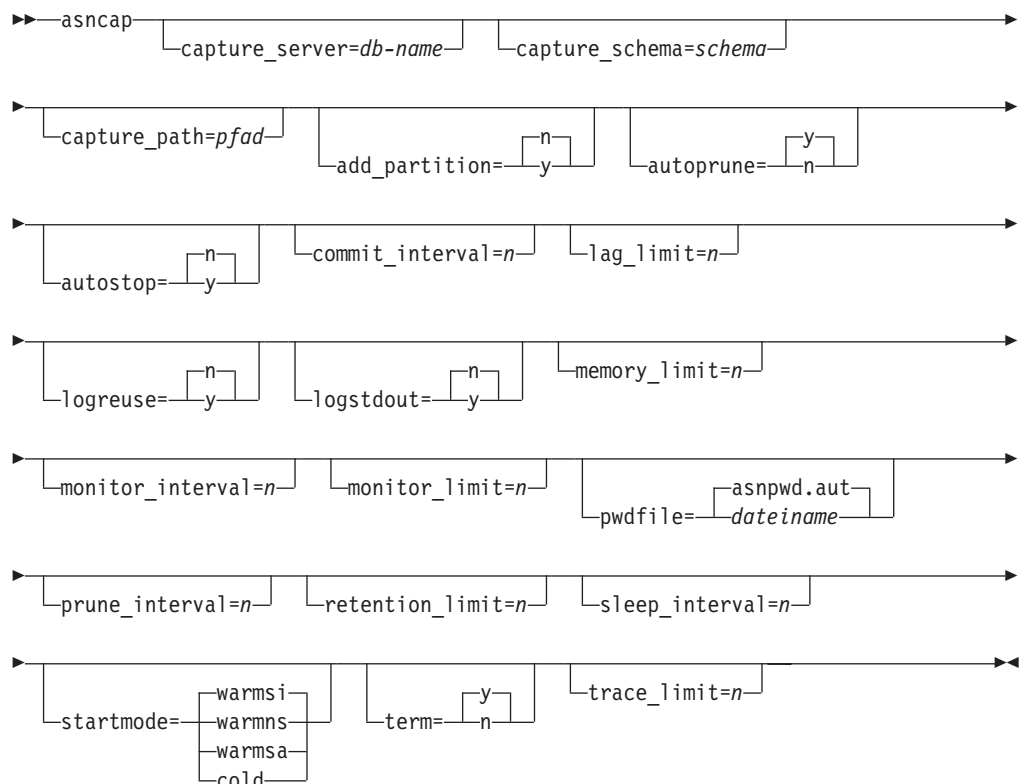 asncap
capture_server=db-name capture_schema=schema
capture_path=pfad
n y
add_partition= y autoprune= n
n commit_interval=n lag_limit=n
autostop= y
n n memory_limit=n
logreuse= y logstdout= y
monitor_interval=n monitor_limit=n asnpwd.aut
pwdfile= dateiname
prune_interval=n retention_limit=n sleep_interval=n
warmsi y trace_limit=n
startmode= warmns term= n
warmsa
cold